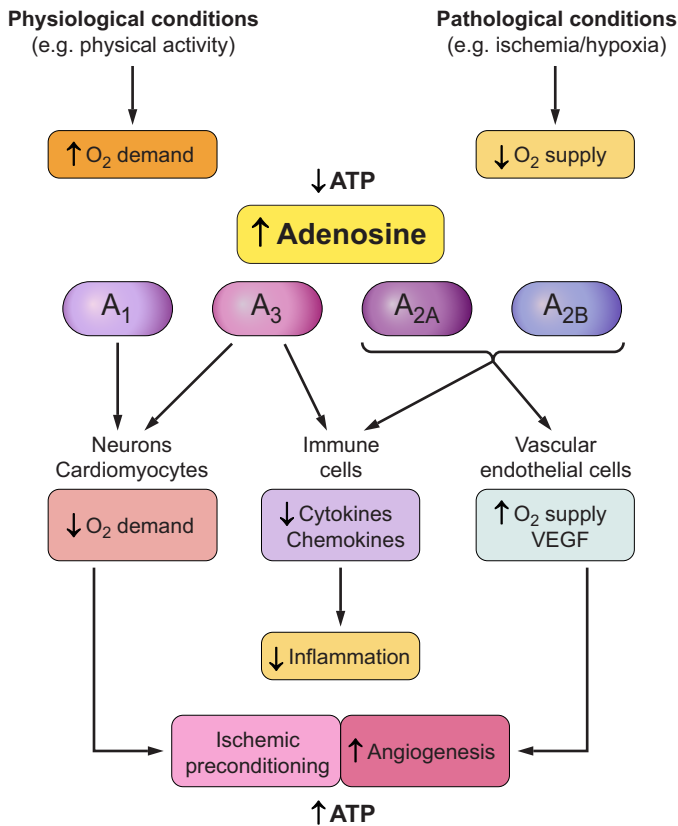 Physiological conditions
(e.g. physical activity)
Pathological conditions
(e.g. ischemia/hypoxia)
↑ O₂ demand
↓ O₂ supply
↓ ATP
↑ Adenosine
A₁
A₃
A₂A
A₂B
Neurons
Cardiomyocytes
Immune
cells
Vascular
endothelial cells
↓ O₂ demand
↓ Cytokines
Chemokines
↑ O₂ supply
VEGF
↓ Inflammation
Ischemic
preconditioning
↑ Angiogenesis
↑ ATP